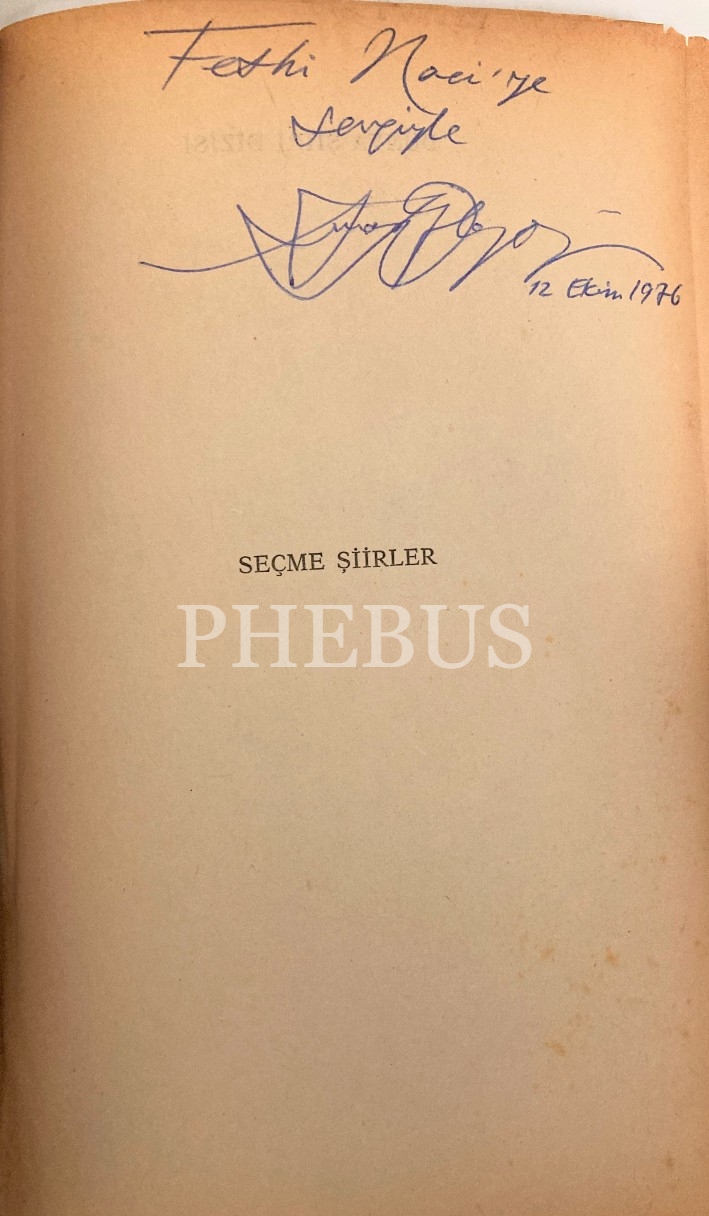 Fethi Naci'ye
sevgiyle
12 Ekim 1976
SEÇME ŞİİRLER
PHEBUS